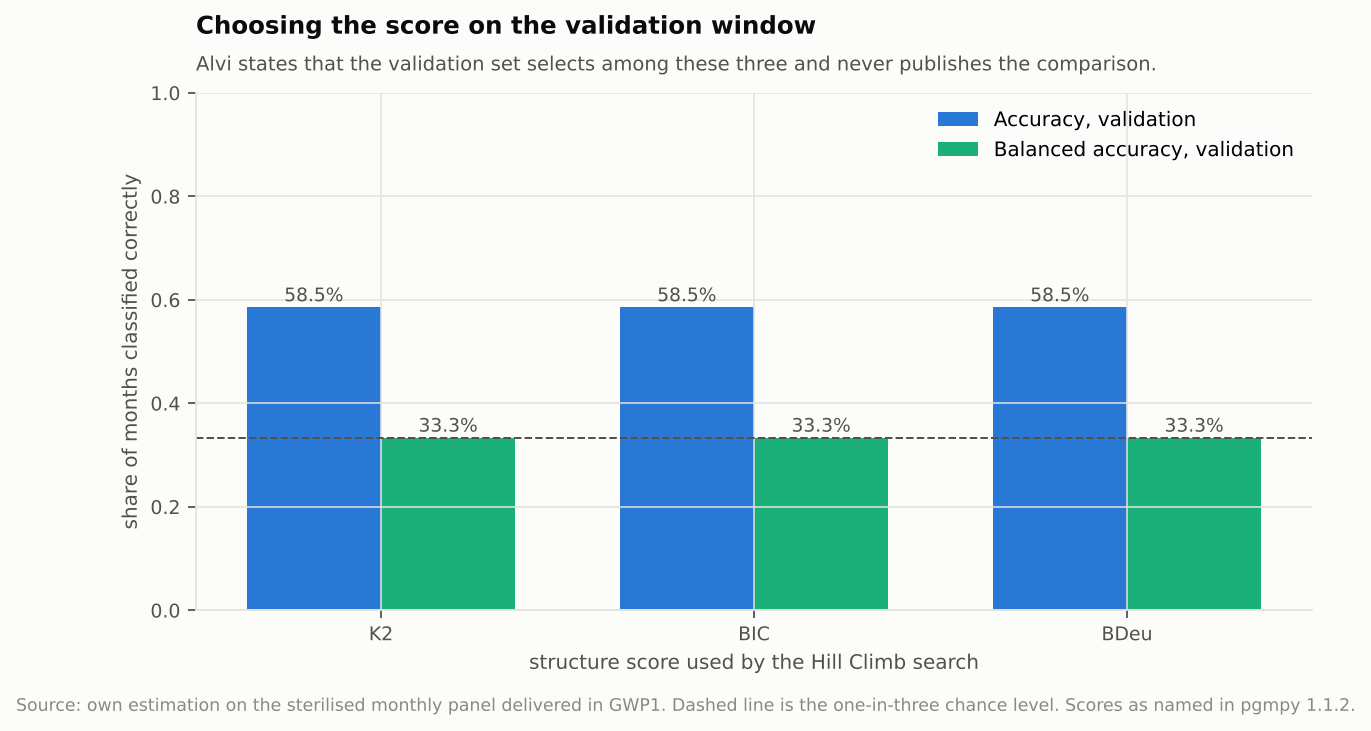 Choosing the score on the validation window
Alvi states that the validation set selects among these three and never publishes the comparison.
1.0
0.8
0.6
0.4
0.2
0.0
share of months classified correctly
Accuracy, validation
Balanced accuracy, validation
58.5%
33.3%
58.5%
33.3%
58.5%
33.3%
K2
BIC
BDeu
structure score used by the Hill Climb search
Source: own estimation on the sterilised monthly panel delivered in GWP1. Dashed line is the one-in-three chance level. Scores as named in pgmpy 1.1.2.